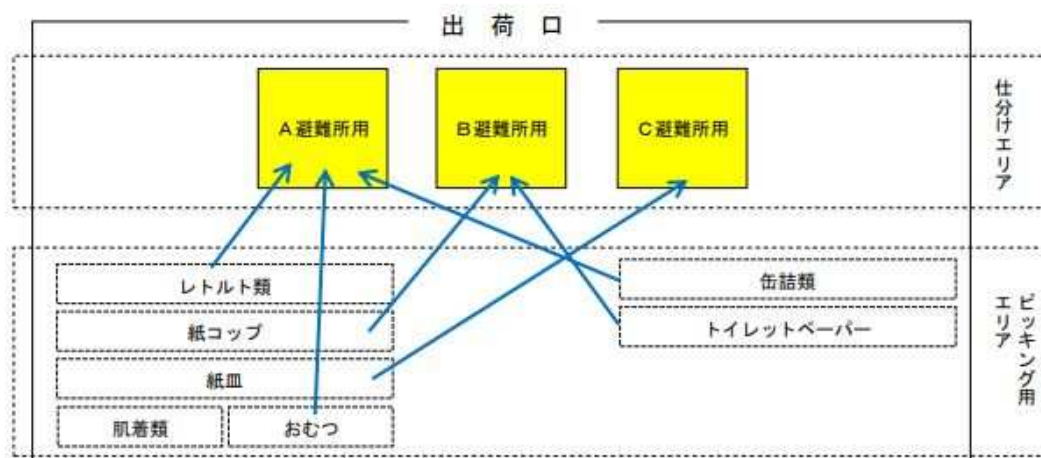 出荷口
A避難所用
B避難所用
C避難所用
仕分けエリア
レトルト類
缶詰類
紙コップ
トイレットペーパー
紙皿
肌着類
おむつ
ピッキング用
エリア